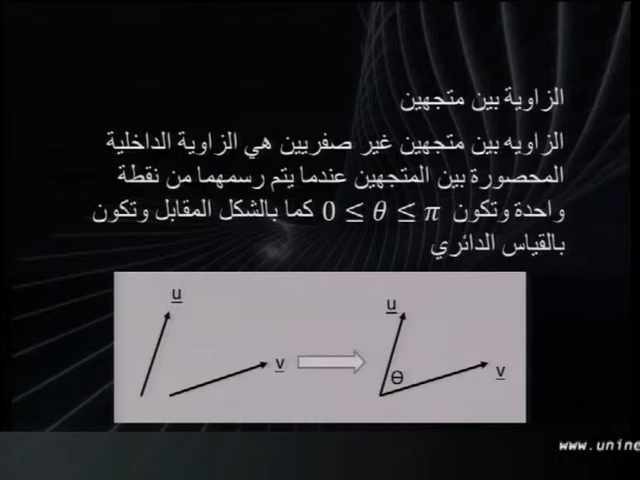 الزاوية بين متجهين
الزاويه بين متجهين غير صفريين هي الزاوية الداخلية
المحصورة بين المتجهين عندما يتم رسمهما من نقطة
واحدة وتكون 0 ≤ θ ≤ π كما بالشكل المقابل وتكون
بالقياس الدائري
u u
v θ v
www.unine